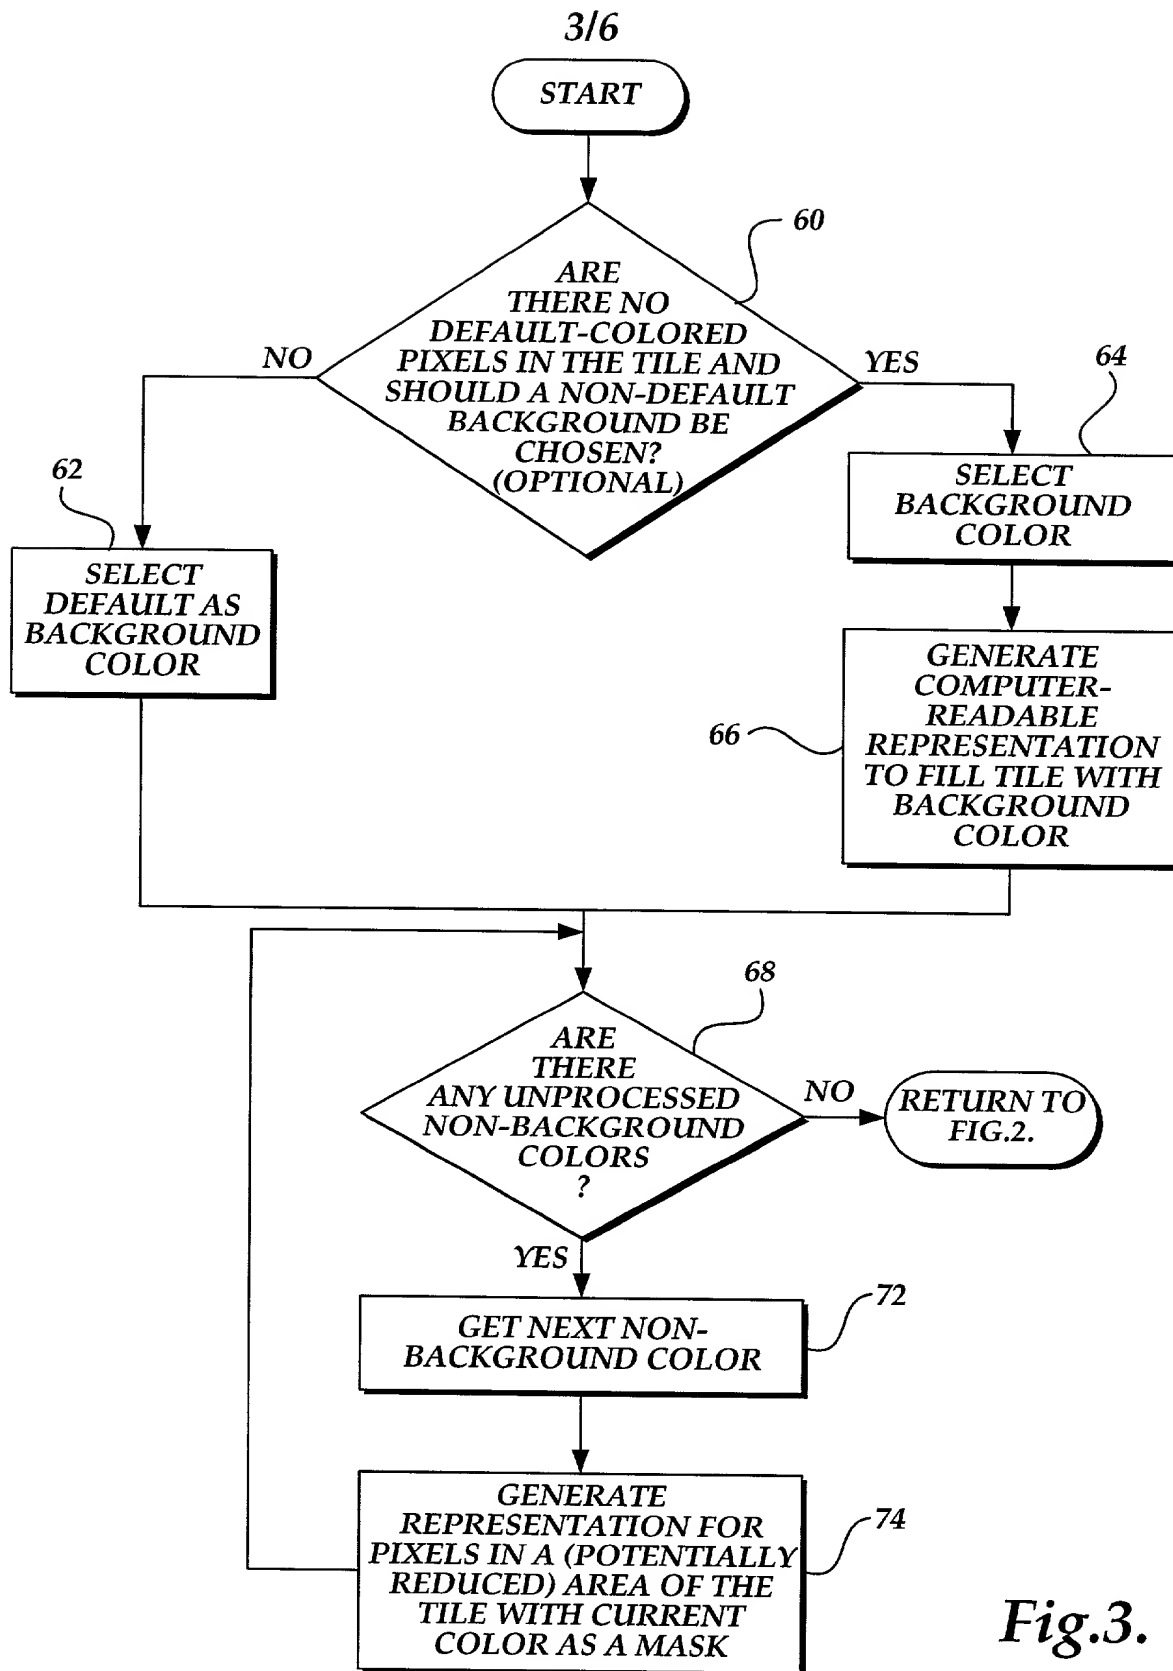 3/6
START
60
ARE
THERE NO
DEFAULT-COLORED
PIXELS IN THE TILE AND
SHOULD A NON-DEFAULT
BACKGROUND BE
CHOSEN?
(OPTIONAL)
NO
YES
62
SELECT
DEFAULT AS
BACKGROUND
COLOR
64
SELECT
BACKGROUND
COLOR
66
GENERATE
COMPUTER-
READABLE
REPRESENTATION
TO FILL TILE WITH
BACKGROUND
COLOR
68
ARE
THERE
ANY UNPROCESSED
NON-BACKGROUND
COLORS
?
NO
RETURN TO
FIG.2.
YES
72
GET NEXT NON-
BACKGROUND COLOR
74
GENERATE
REPRESENTATION FOR
PIXELS IN A (POTENTIALLY
REDUCED) AREA OF THE
TILE WITH CURRENT
COLOR AS A MASK
Fig.3.